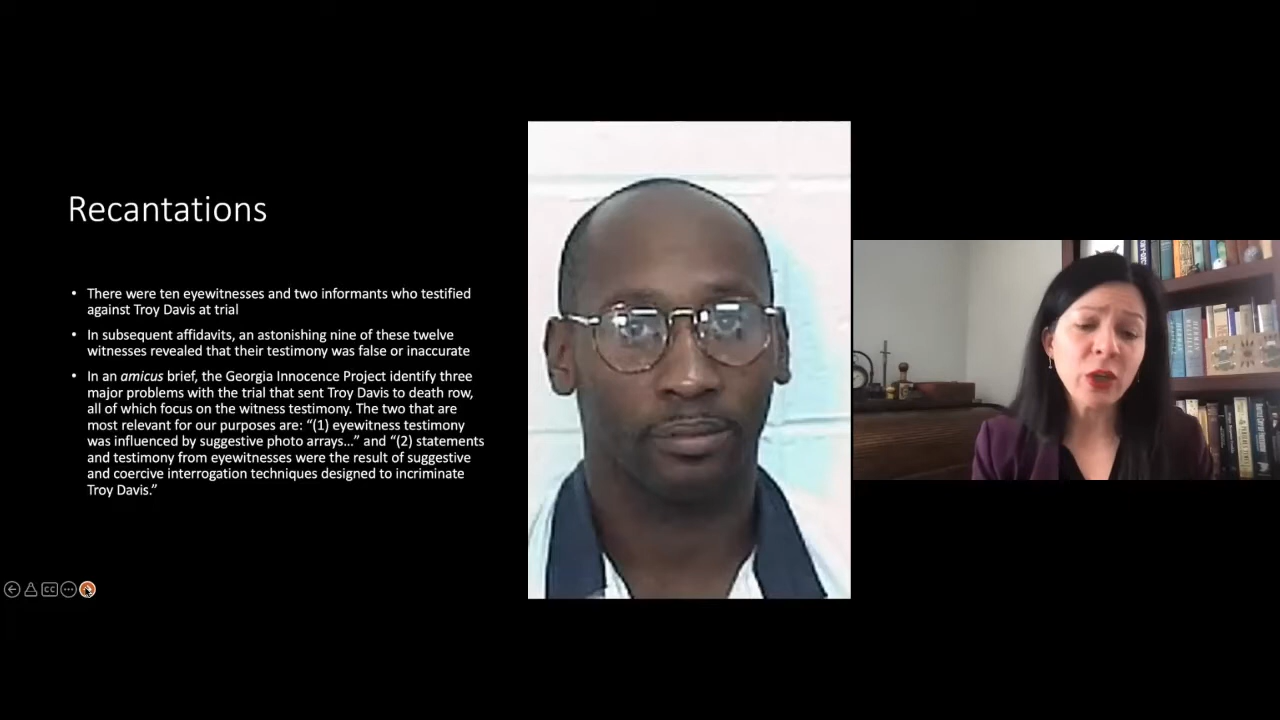 Recantations
• There were ten eyewitnesses and two informants who testified
against Troy Davis at trial
• In subsequent affidavits, an astonishing nine of these twelve
witnesses revealed that their testimony was false or inaccurate
• In an amicus brief, the Georgia Innocence Project identify three
major problems with the trial that sent Troy Davis to death row,
all of which focus on the witness testimony. The two that are
most relevant for our purposes are: “(1) eyewitness testimony
was influenced by suggestive photo arrays...” and “(2) statements
and testimony from eyewitnesses were the result of suggestive
and coercive interrogation techniques designed to incriminate
Troy Davis.”
CC